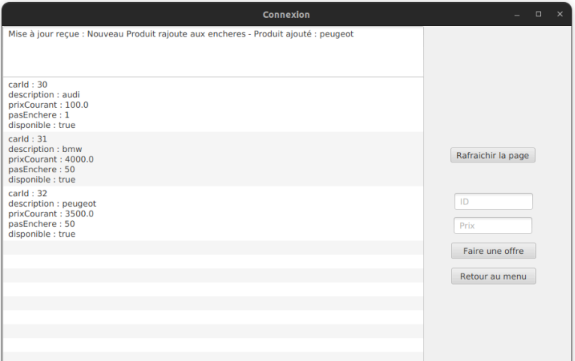 Connexion
Mise à jour reçue : Nouveau Produit rajoute aux encheres - Produit ajouté : peugeot
carId : 30
description : audi
prixCourant : 100.0
pasEnchere : 1
disponible : true
carId : 31
description : bmw
prixCourant : 4000.0
pasEnchere : 50
disponible : true
carId : 32
description : peugeot
prixCourant : 3500.0
pasEnchere : 50
disponible : true
Rafraichir la page
ID
Prix
Faire une offre
Retour au menu